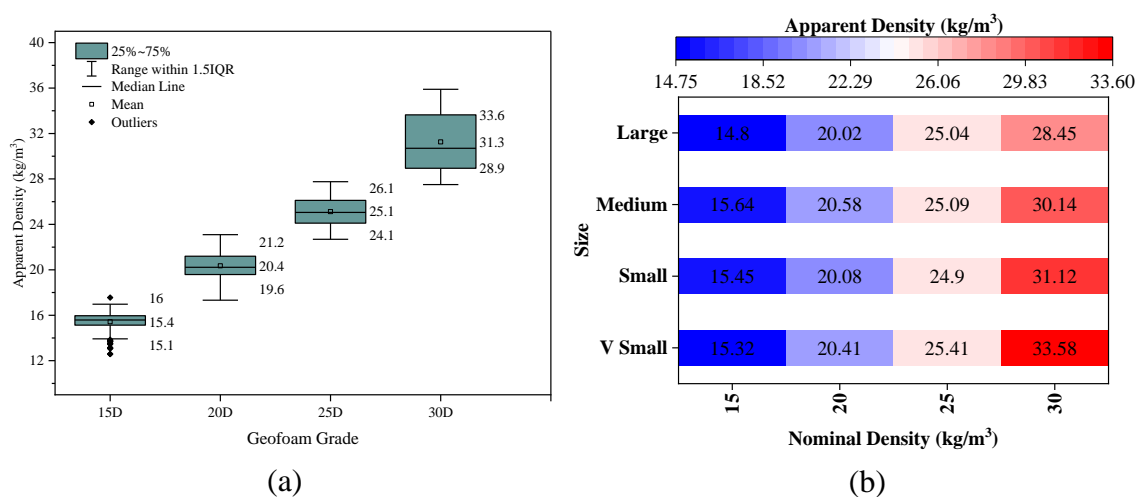 40
36
32
28
24
20
16
12
Apparent Density (kg/m³)
25%~75%
Range within 1.5IQR
Median Line
Mean
Outliers
16
15.4
15.1
21.2
20.4
19.6
26.1
25.1
24.1
33.6
31.3
28.9
15D 20D 25D 30D
Geofoam Grade
(a)
Apparent Density (kg/m³)
14.75 18.52 22.29 26.06 29.83 33.60
Size
Large 14.8 20.02 25.04 28.45
Medium 15.64 20.58 25.09 30.14
Small 15.45 20.08 24.9 31.12
V Small 15.32 20.41 25.41 33.58
15 20 25 30
Nominal Density (kg/m³)
(b)